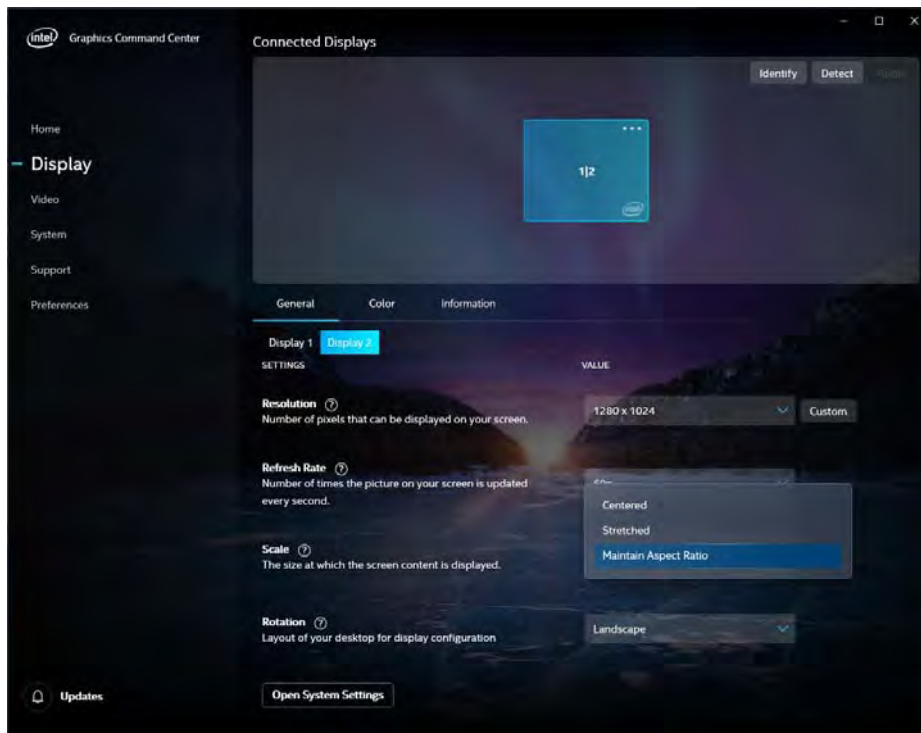 intel Graphics Command Center
Connected Displays
Identify Detect
Home
Display
Video
System
Support
Preferences
1|2
intel
General Color Information
Display 1 Display 2
SETTINGS VALUE
Resolution ?
Number of pixels that can be displayed on your screen.
1280 x 1024 Custom
Refresh Rate ?
Number of times the picture on your screen is updated
every second.
Centered
Stretched
Maintain Aspect Ratio
Scale ?
The size at which the screen content is displayed.
Rotation ?
Layout of your desktop for display configuration
Landscape
Updates
Open System Settings